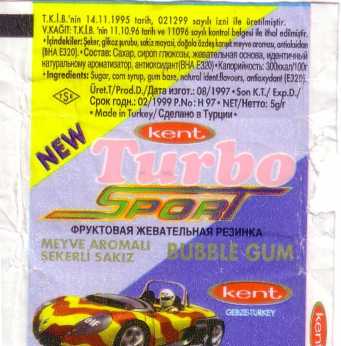 T.K.İ.B.'nin 14.11.1995 tarih, 021299 sayılı izni ile üretilmiştir.
V.KAĞIT: T.K.İ.B.'nin 11.10.96 tarih ve 11096 sayılı kontrol belgesi ile ithal edilmiştir.
•İçindekiler: Şeker, glikoz şurubu, sakız mayası, doğala özdeş karışık meyve aroması, antioksidan
(BHA E320). •Состав: Сахар, сироп глюкозы, жевательная основа, идентичный
натуральному ароматизатор, антиоксидант(BHA E320).•Калорийность: 300ккал/100г
•Ingredients: Sugar, corn syrup, gum base, natural ident.flavours, antioxydant (E320).
TSE
Üret.T/Prod.D./Дата изгот.: 08/1997 •Son K.T./Exp.D./
Срок годн.: 02/1999 P.No: H 97 • NET/Нетто: 5g/г
• Made in Turkey/ Сделано в Турции •
NEW
kent
Turbo
SPORT
ФРУКТОВАЯ ЖЕВАТЕЛЬНАЯ РЕЗИНКА
MEYVE AROMALI
ŞEKERLİ SAKIZ
BUBBLE GUM
kent
GEBZE-TURKEY
kent